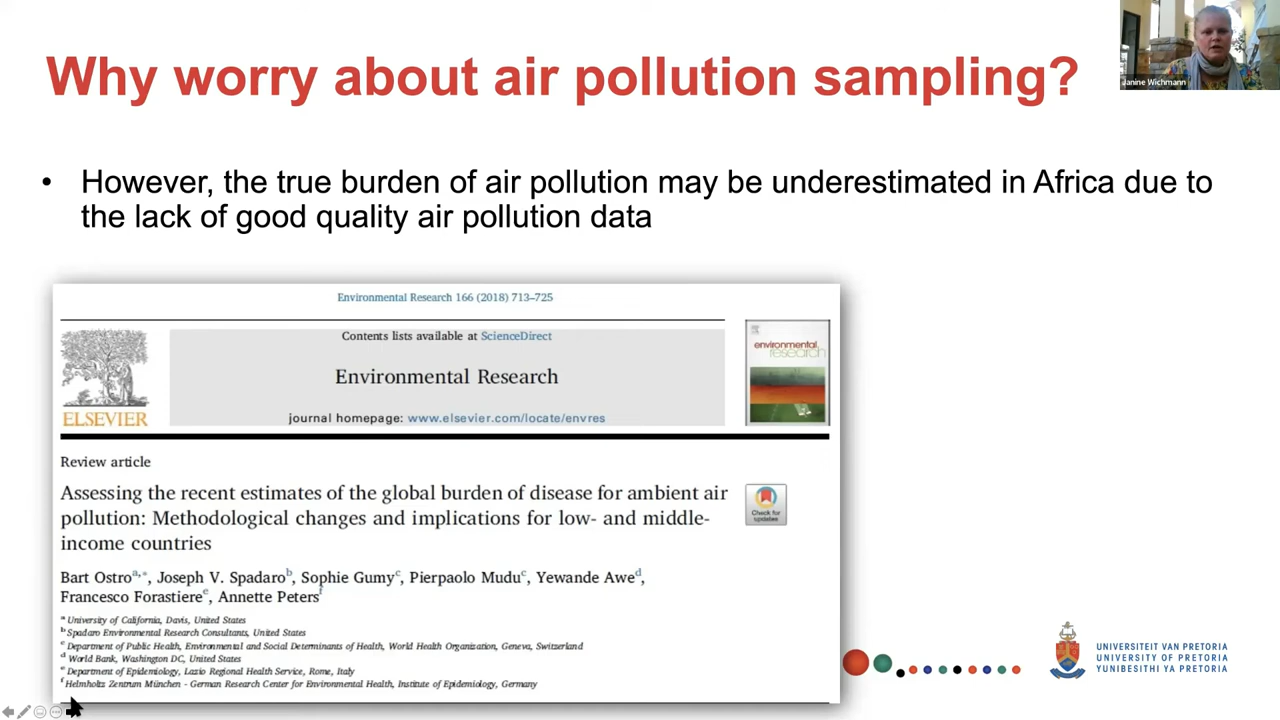 Why worry about air pollution sampling?
Janine Wichmann
• However, the true burden of air pollution may be underestimated in Africa due to
the lack of good quality air pollution data
Environmental Research 166 (2018) 713–725
Contents lists available at ScienceDirect
Environmental Research
journal homepage: www.elsevier.com/locate/envres
ELSEVIER
environmental
research
Review article
Assessing the recent estimates of the global burden of disease for ambient air
pollution: Methodological changes and implications for low- and middle-
income countries
Check for
updates
Bart Ostro a,*, Joseph V. Spadaro b, Sophie Gumy c, Pierpaolo Mudu c, Yewande Awe d,
Francesco Forastiere e, Annette Peters f
a University of California, Davis, United States
b Spadaro Environmental Research Consultants, United States
c Department of Public Health, Environmental and Social Determinants of Health, World Health Organization, Geneva, Switzerland
d World Bank, Washington DC, United States
e Department of Epidemiology, Lazio Regional Health Service, Rome, Italy
f Helmholtz Zentrum München - German Research Center for Environmental Health, Institute of Epidemiology, Germany
UNIVERSITEIT VAN PRETORIA
UNIVERSITY OF PRETORIA
YUNIBESITHI YA PRETORIA